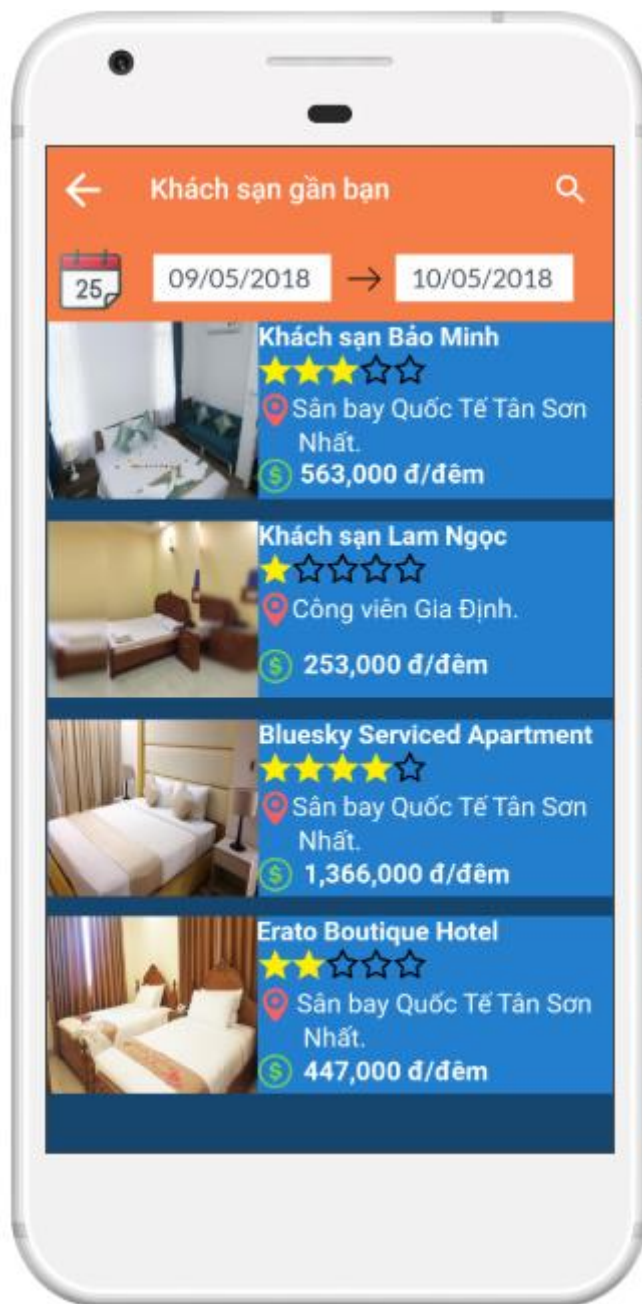 Khách sạn gần bạn
25
09/05/2018 → 10/05/2018
Khách sạn Bảo Minh
Sân bay Quốc Tế Tân Sơn
Nhất.
$ 563,000 đ/đêm
Khách sạn Lam Ngọc
Công viên Gia Định.
$ 253,000 đ/đêm
Bluesky Serviced Apartment
Sân bay Quốc Tế Tân Sơn
Nhất.
$ 1,366,000 đ/đêm
Erato Boutique Hotel
Sân bay Quốc Tế Tân Sơn
Nhất.
$ 447,000 đ/đêm